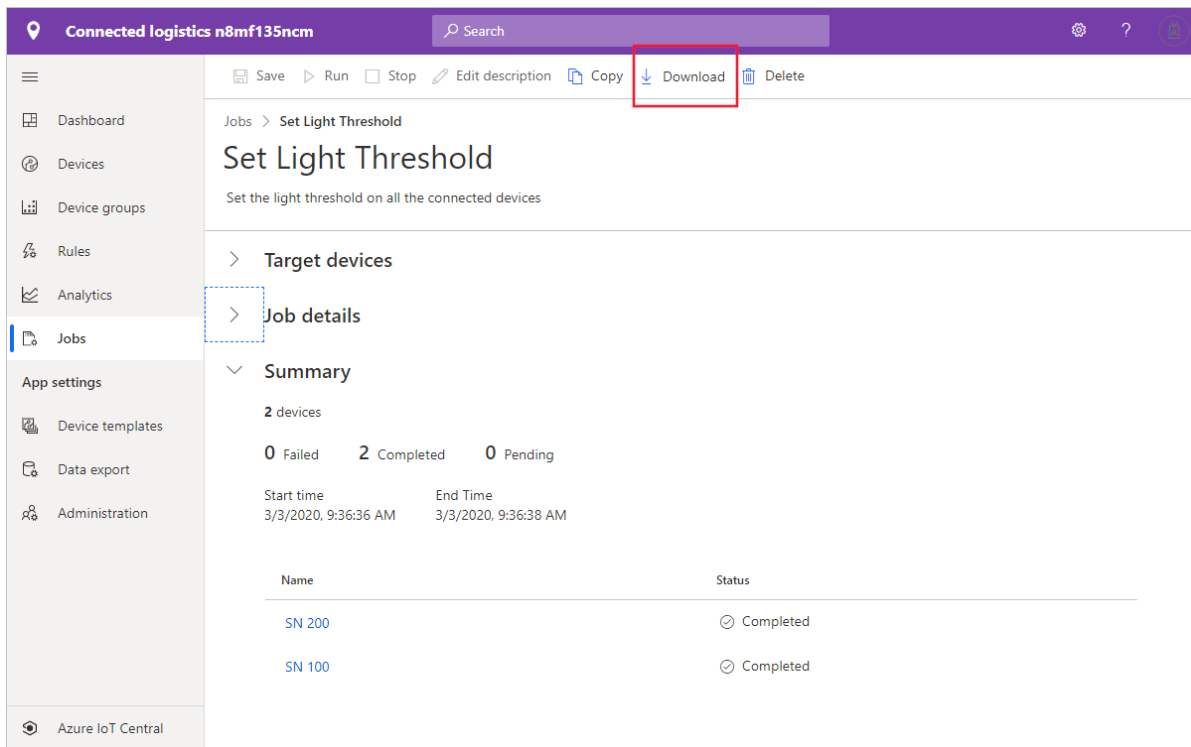 Connected logistics n8mf135ncm
Search
?
Save Run Stop Edit description Copy Download Delete
Dashboard
Devices
Device groups
Rules
Analytics
Jobs
App settings
Device templates
Data export
Administration
Azure IoT Central
Jobs > Set Light Threshold
Set Light Threshold
Set the light threshold on all the connected devices
Target devices
Job details
Summary
2 devices
0 Failed 2 Completed 0 Pending
Start time End Time
3/3/2020, 9:36:36 AM 3/3/2020, 9:36:38 AM
Name Status
SN 200 Completed
SN 100 Completed